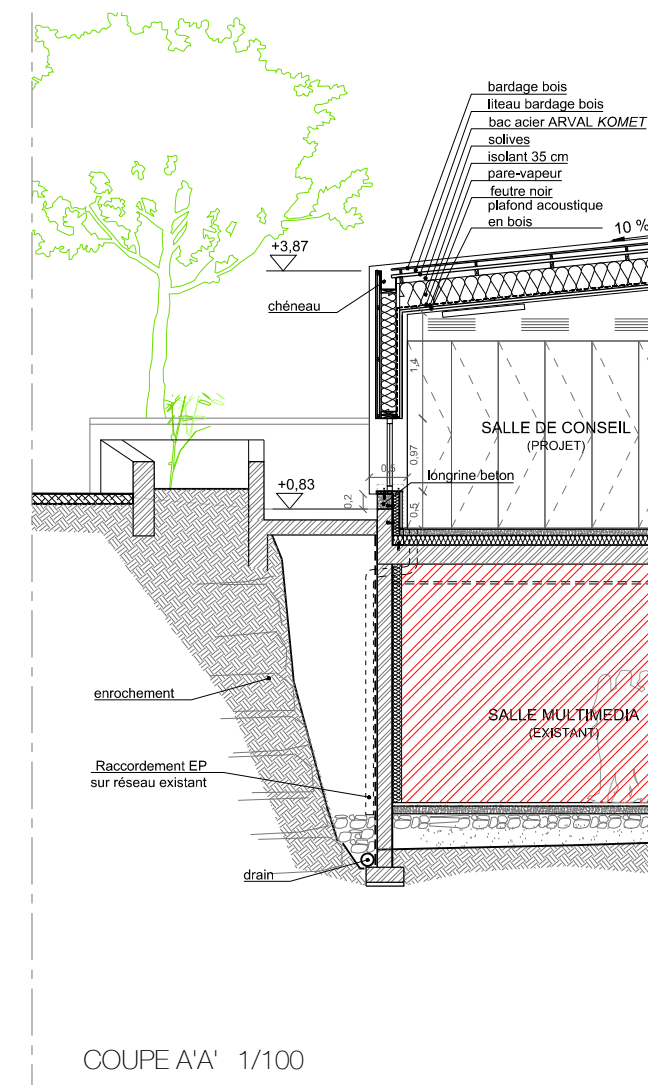 bardage bois
liteau bardage bois
bac acier ARVAL KOMET
solives
isolant 35 cm
pare-vapeur
feutre noir
plafond acoustique
en bois
10 %
+3,87
chéneau
1,4
SALLE DE CONSEIL
(PROJET)
0,97
0,5
longrine beton
+0,83
0,2
0,5
enrochement
SALLE MULTIMEDIA
(EXISTANT)
Raccordement EP
sur réseau existant
drain
COUPE A'A' 1/100